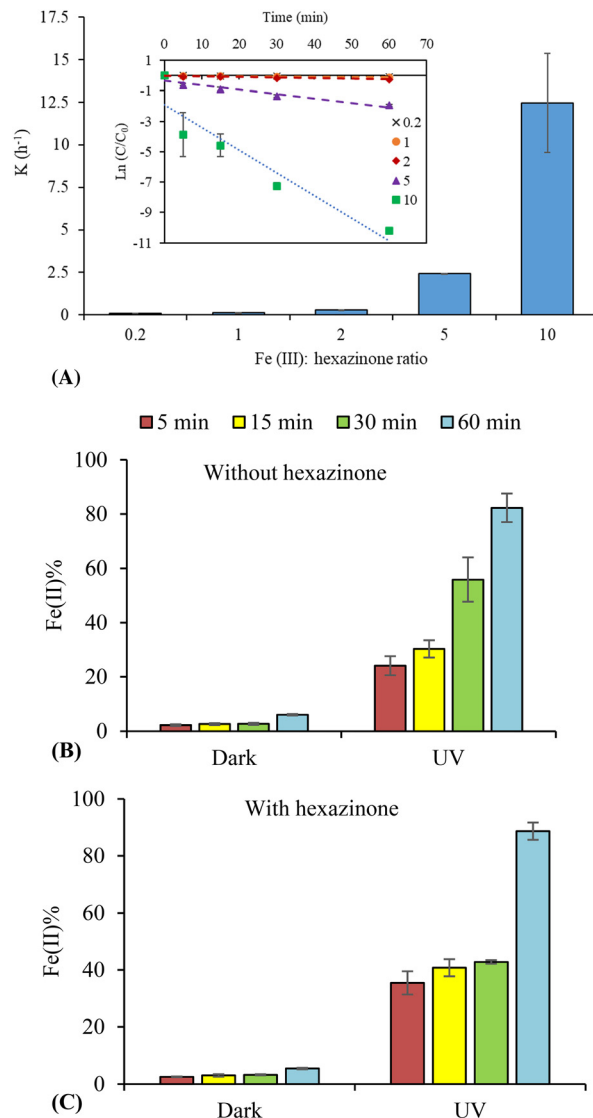 Time (min)
0 10 20 30 40 50 60 70
1
-1
-3
-5
-7
-9
-11
Ln (C/C0)
×0.2
1
2
5
10
17.5
15
12.5
10
7.5
5
2.5
0
K (h-1)
0.2 1 2 5 10
Fe (III): hexazinone ratio
(A)
5 min 15 min 30 min 60 min
Without hexazinone
100
80
60
40
20
0
Fe(II)%
Dark UV
(B)
With hexazinone
100
80
60
40
20
0
Fe(II)%
Dark UV
(C)